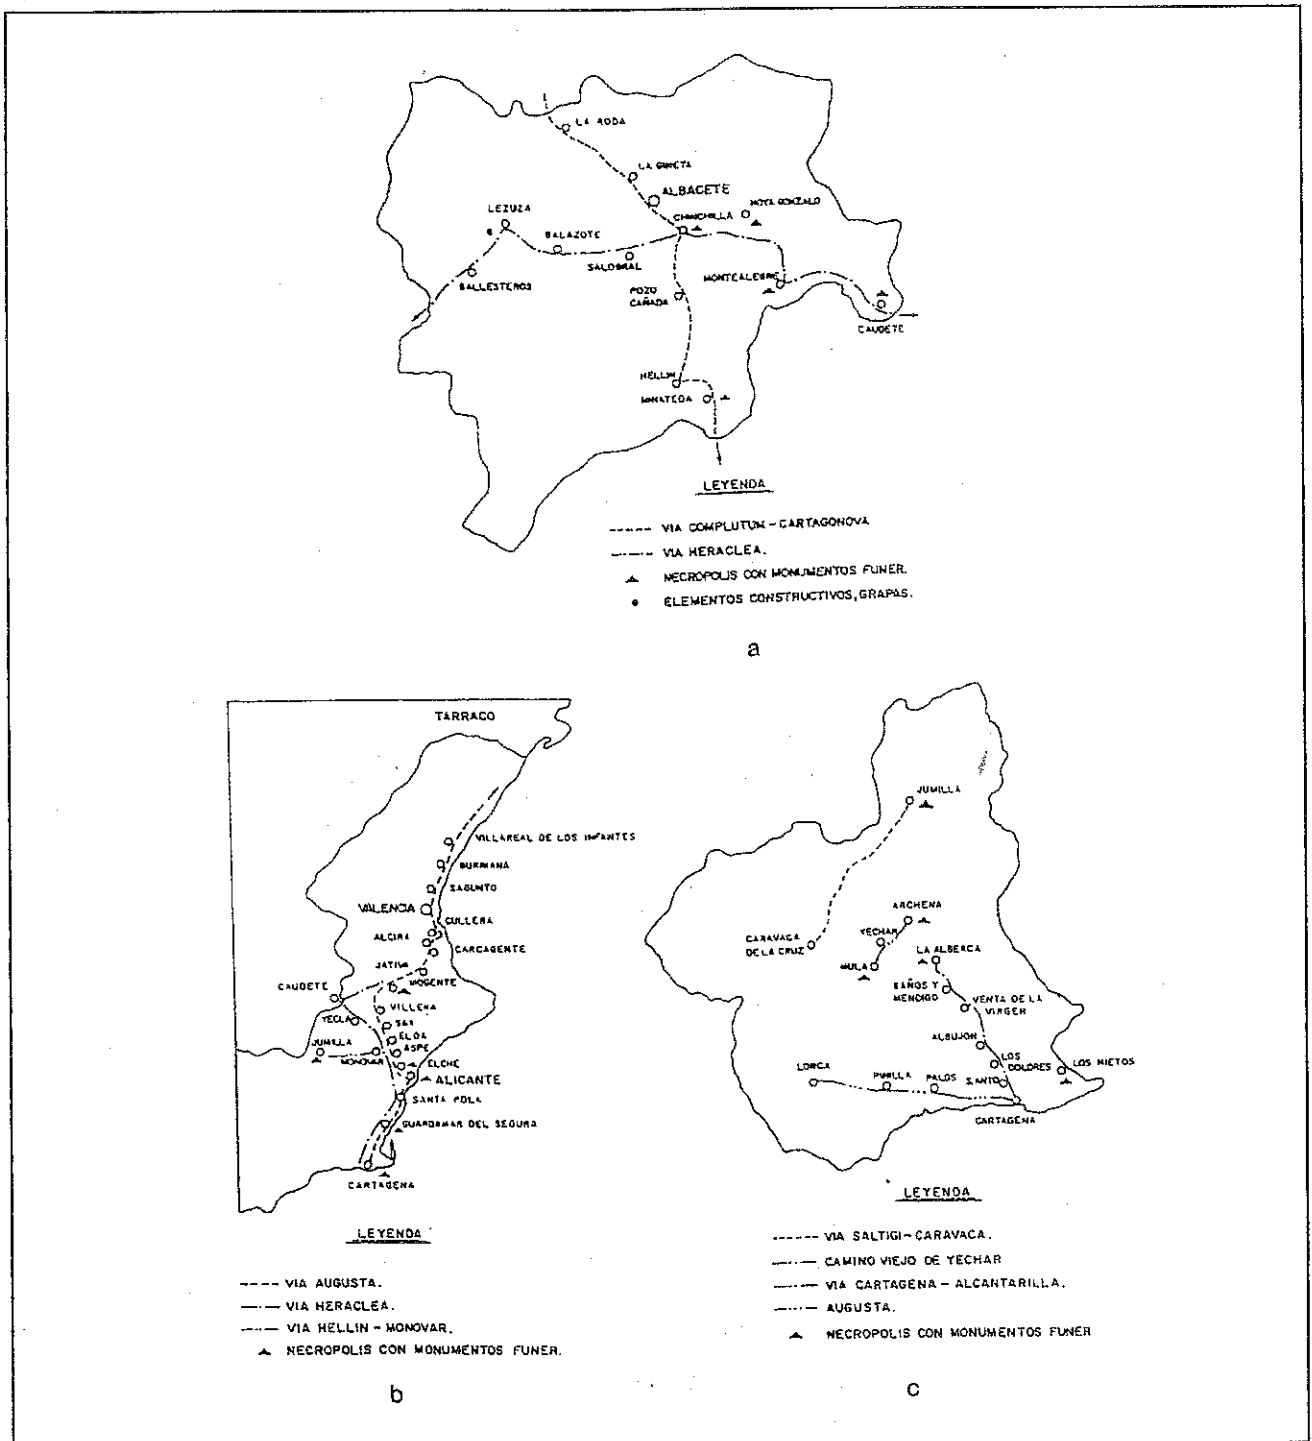 LA RODA
LA GINETA
ALBACETE
HOYA GONZALO
CHINCHILLA
LEZUZA
BALAZOTE
SALOBRAL
BALLESTEROS
POZO
CAÑADA
MONTEALEGRE
CAUDETE
HELLIN
MINATEDA
LEYENDA
VIA COMPLUTUM - CARTAGONOVA
VIA HERACLEA.
NECROPOLIS CON MONUMENTOS FUNER.
ELEMENTOS CONSTRUCTIVOS, GRAPAS.
a
TARRACO
VILLAREAL DE LOS INFANTES
BURRIANA
SAGUNTO
VALENCIA
CULLERA
ALCIRA
CARCAGENTE
JATIVA
MOGENTE
CAUDETE
VILLENA
YECLA
SAX
ELDA
JUMILLA
ASPE
MONOVAR
ELCHE
ALICANTE
SANTA POLA
GUARDAMAR DEL SEGURA
CARTAGENA
LEYENDA
VIA AUGUSTA.
VIA HERACLEA.
VIA HELLIN - MONOVAR.
NECROPOLIS CON MONUMENTOS FUNER.
b
JUMILLA
ARCHENA
YECHAR
CARAVACA
DE LA CRUZ
MULA
LA ALBERCA
BAÑOS Y
MENDIGO
VENTA DE LA
VIRGEN
ALBUJON
LOS
DOLORES
LOS NIETOS
LORCA
PINILLA
PALOS
SANTO
CARTAGENA
LEYENDA
VIA SALTIGI - CARAVACA.
CAMINO VIEJO DE YECHAR
VIA CARTAGENA - ALCANTARILLA.
AUGUSTA.
NECROPOLIS CON MONUMENTOS FUNER
c